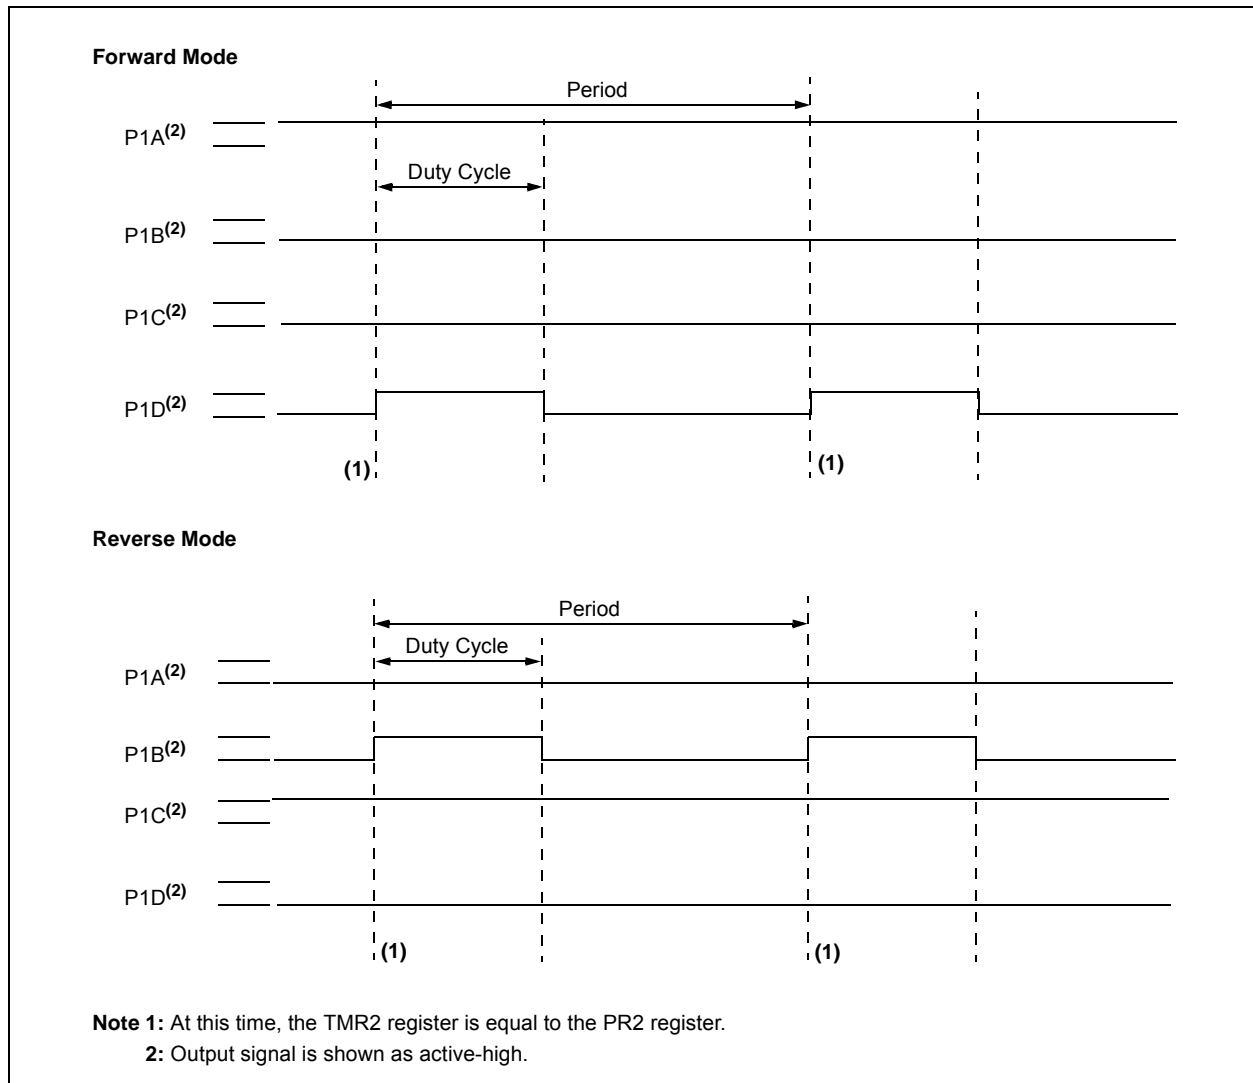 Forward Mode
Period
P1A(2)
Duty Cycle
P1B(2)
P1C(2)
P1D(2)
(1)
(1)
Reverse Mode
Period
Duty Cycle
P1A(2)
P1B(2)
P1C(2)
P1D(2)
(1)
(1)
Note 1: At this time, the TMR2 register is equal to the PR2 register.
2: Output signal is shown as active-high.